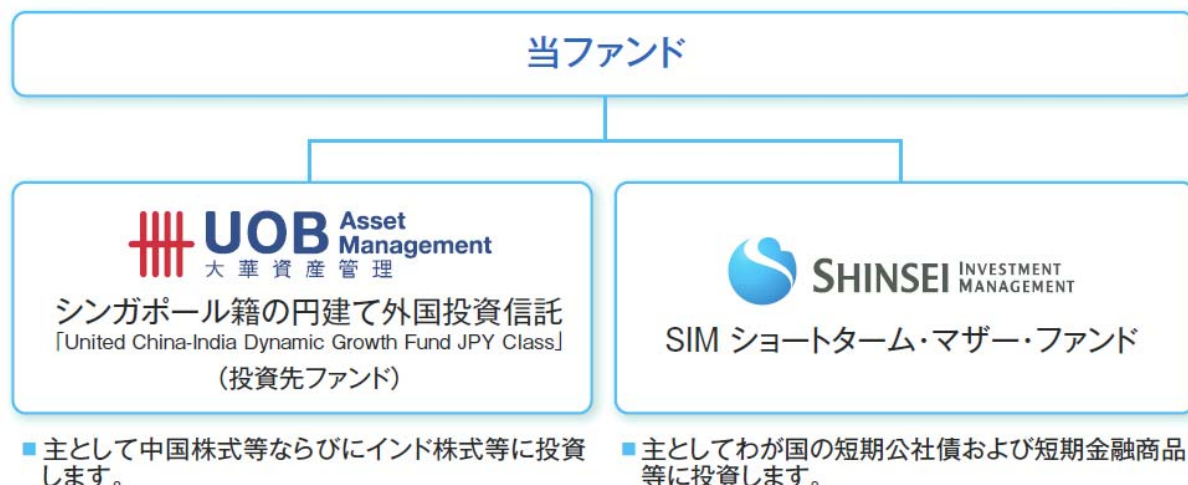 当ファンド
UOB Asset Management
大華資産管理
シンガポール籍の円建て外国投資信託
「United China-India Dynamic Growth Fund JPY Class」
（投資先ファンド）
■ 主として中国株式等ならびにインド株式等に投資
します。
SHINSEI INVESTMENT MANAGEMENT
SIM ショートターム・マザー・ファンド
■ 主としてわが国の短期公社債および短期金融商品
等に投資します。